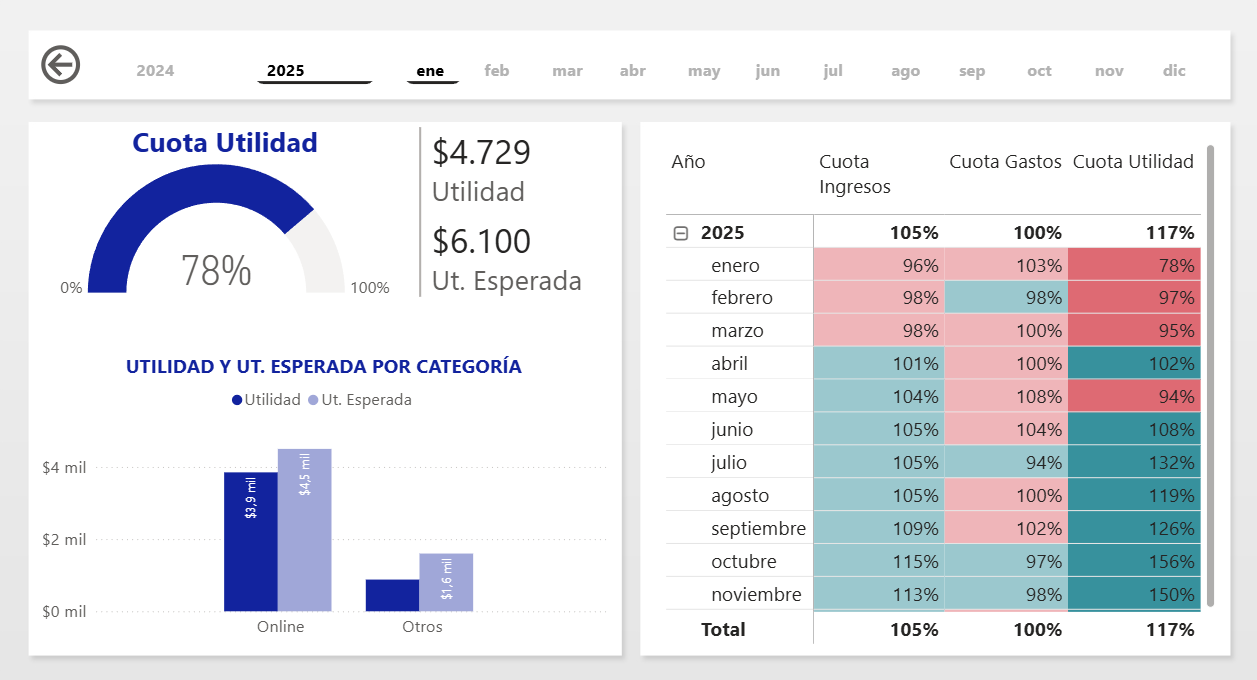 2024 2025 ene feb mar abr may jun jul ago sep oct nov dic
Cuota Utilidad
78%
0% 100%
$4.729
Utilidad
$6.100
Ut. Esperada
UTILIDAD Y UT. ESPERADA POR CATEGORÍA
Utilidad Ut. Esperada
$4 mil
$2 mil
$0 mil
$3,9 mil
$4,5 mil
$1,6 mil
Online Otros
Año Cuota Ingresos Cuota Gastos Cuota Utilidad
2025 105% 100% 117%
enero 96% 103% 78%
febrero 98% 98% 97%
marzo 98% 100% 95%
abril 101% 100% 102%
mayo 104% 108% 94%
junio 105% 104% 108%
julio 105% 94% 132%
agosto 105% 100% 119%
septiembre 109% 102% 126%
octubre 115% 97% 156%
noviembre 113% 98% 150%
Total 105% 100% 117%